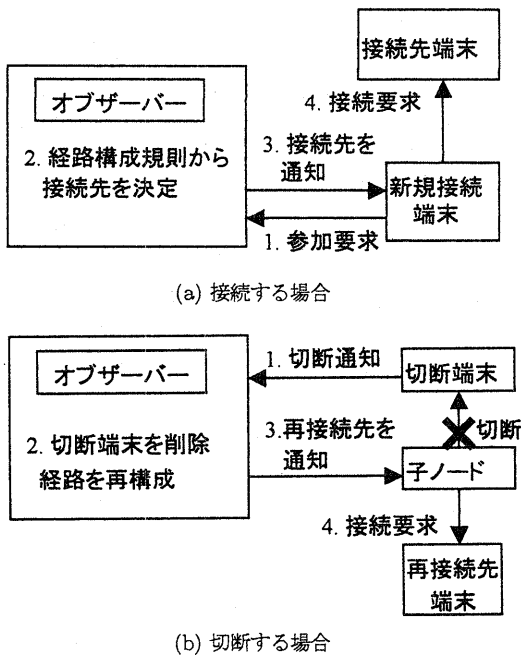 接続先端末
オブザーバー
4. 接続要求
2. 経路構成規則から
接続先を決定
3. 接続先を
通知
新規接続
端末
1. 参加要求
(a) 接続する場合
オブザーバー
1. 切断通知
切断端末
2. 切断端末を削除
経路を再構成
3.再接続先を
通知
切断
子ノード
4. 接続要求
再接続先
端末
(b) 切断する場合